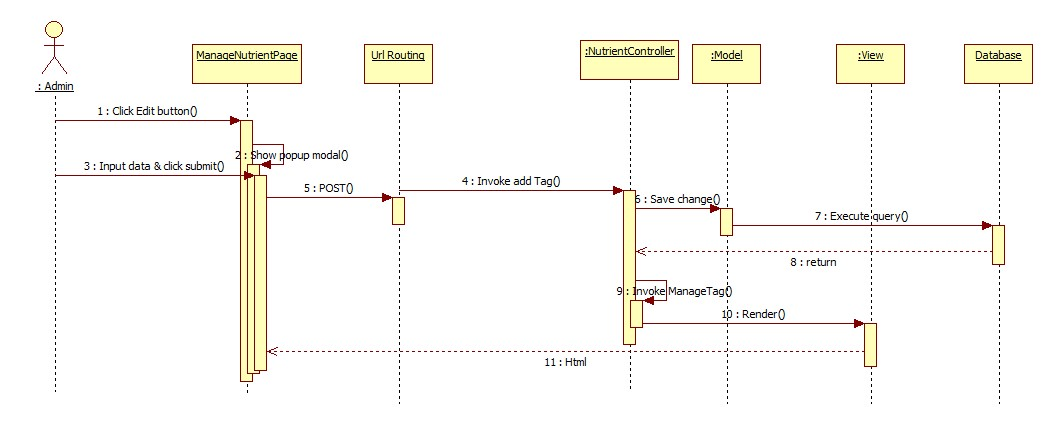 : Admin
ManageNutrientPage
Url Routing
:NutrientController
:Model
:View
Database
1 : Click Edit button()
2 : Show popup modal()
3 : Input data & click submit()
4 : Invoke add Tag()
5 : POST()
6 : Save change()
7 : Execute query()
8 : return
9 : Invoke ManageTag()
10 : Render()
11 : Html